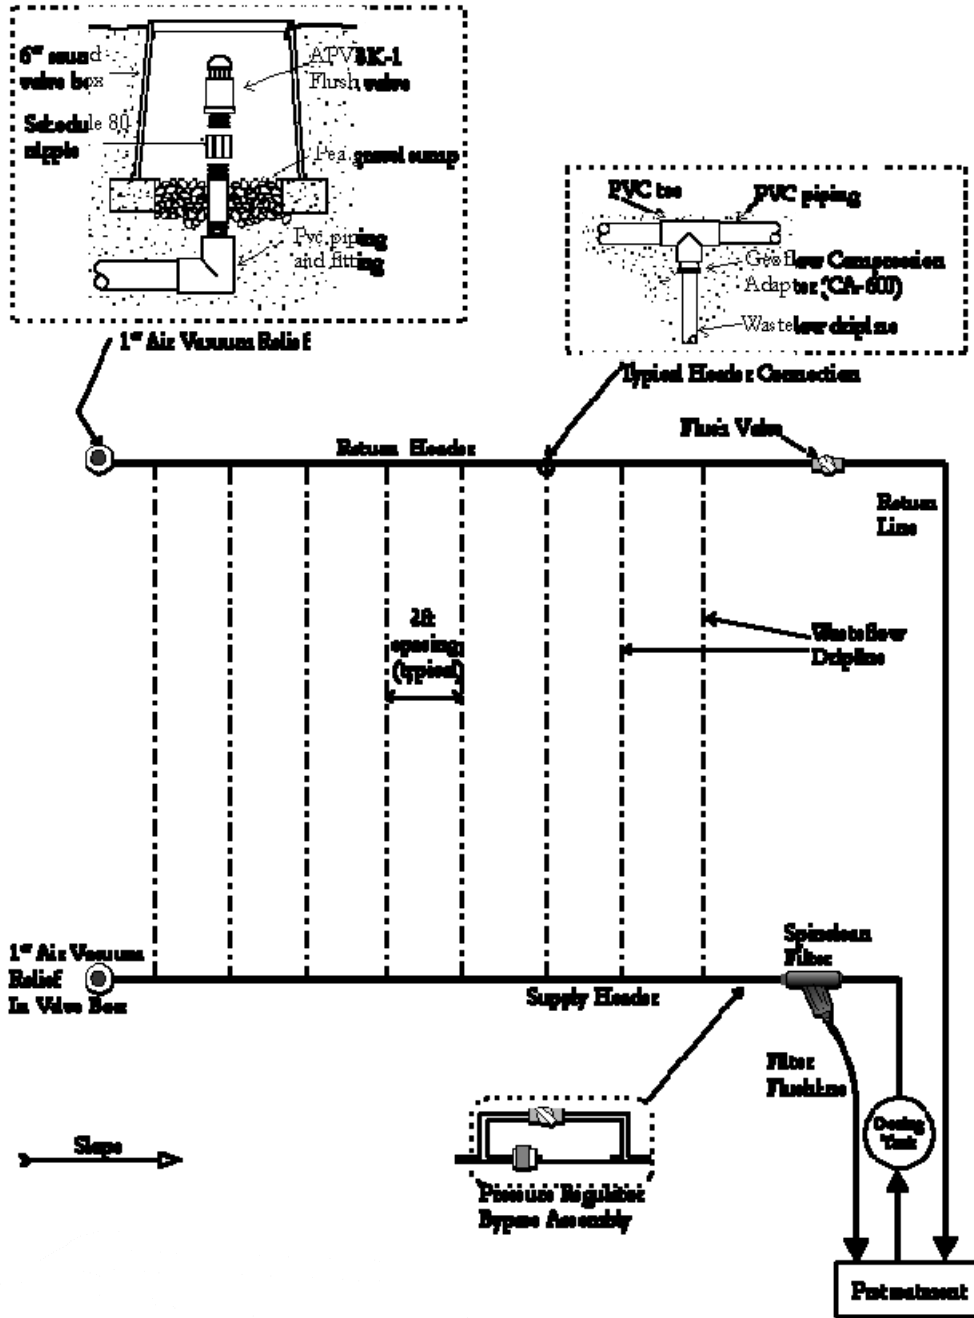 6" round
valve box
APVBK-1
Flush valve
Schedule 80
nipple
Pea gravel sump
Pvc piping
and fitting
1" Air Vacuum Relief
PVC tee
PVC piping
Geoflow Compression
Adapter (CA-600)
Wasteflow dripline
Typical Header Connection
Flush Valve
Return Header
Return
Line
2ft
spacing
(typical)
Wasteflow
Dripline
1" Air Vacuum
Relief
In Valve Box
Spinclean
Filter
Supply Header
Filter
Flushline
Dosing
Tank
Slope
Pressure Regulator
Bypass Assembly
Pretreatment